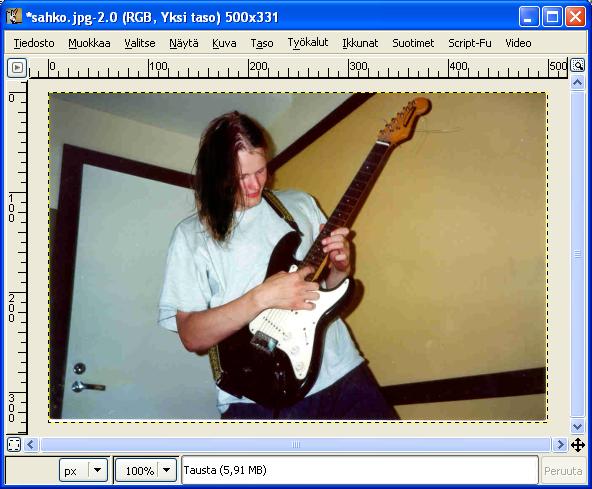 *sahko.jpg-2.0 (RGB, Yksi taso) 500x331
Tiedosto Muokkaa Valitse Näytä Kuva Taso Työkalut Ikkunat Suotimet Script-Fu Video
0 100 200 300 400 500
0
100
200
300
px 100% Tausta (5,91 MB) Peruuta